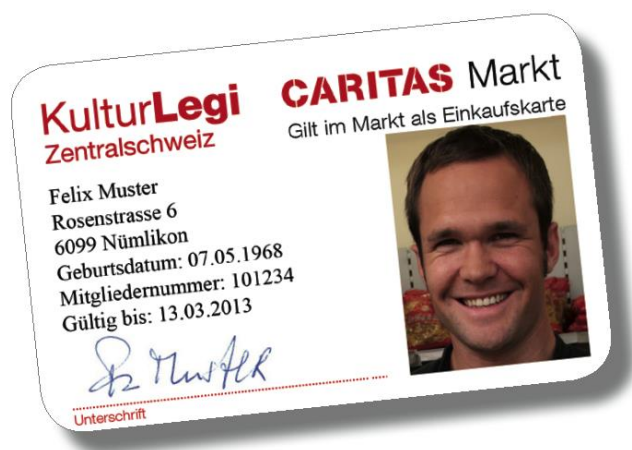 KulturLegi
Zentralschweiz
CARITAS Markt
Gilt im Markt als Einkaufskarte
Felix Muster
Rosenstrasse 6
6099 Nümlikon
Geburtsdatum: 07.05.1968
Mitgliedernummer: 101234
Gültig bis: 13.03.2013
Muster
Unterschrift